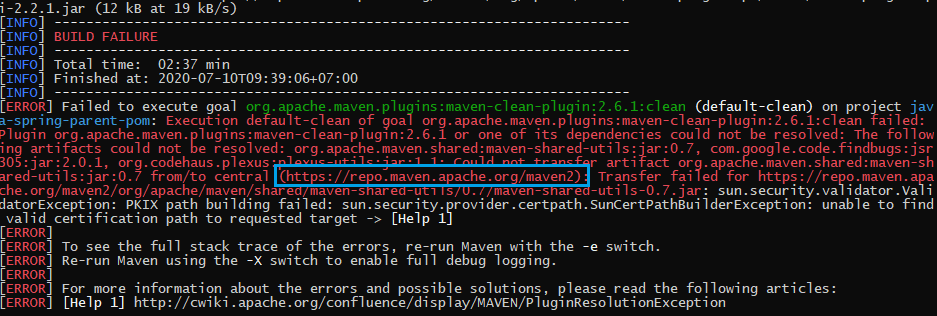 i-2.2.1.jar (12 kB at 19 kB/s)
[INFO] ------------------------------------------------------------------------
[INFO] BUILD FAILURE
[INFO] ------------------------------------------------------------------------
[INFO] Total time:  02:37 min
[INFO] Finished at: 2020-07-10T09:39:06+07:00
[INFO] ------------------------------------------------------------------------
[ERROR] Failed to execute goal org.apache.maven.plugins:maven-clean-plugin:2.6.1:clean (default-clean) on project jav
a-spring-parent-pom: Execution default-clean of goal org.apache.maven.plugins:maven-clean-plugin:2.6.1:clean failed:
Plugin org.apache.maven.plugins:maven-clean-plugin:2.6.1 or one of its dependencies could not be resolved: The follow
ing artifacts could not be resolved: org.apache.maven.shared:maven-shared-utils:jar:0.7, com.google.code.findbugs:jsr
305:jar:2.0.1, org.codehaus.plexus:plexus-utils:jar:1.1: Could not transfer artifact org.apache.maven.shared:maven-sh
ared-utils:jar:0.7 from/to central (https://repo.maven.apache.org/maven2): Transfer failed for https://repo.maven.apa
che.org/maven2/org/apache/maven/shared/maven-shared-utils/0.7/maven-shared-utils-0.7.jar: sun.security.validator.Vali
datorException: PKIX path building failed: sun.security.provider.certpath.SunCertPathBuilderException: unable to find
 valid certification path to requested target -> [Help 1]
[ERROR]
[ERROR] To see the full stack trace of the errors, re-run Maven with the -e switch.
[ERROR] Re-run Maven using the -X switch to enable full debug logging.
[ERROR]
[ERROR] For more information about the errors and possible solutions, please read the following articles:
[ERROR] [Help 1] http://cwiki.apache.org/confluence/display/MAVEN/PluginResolutionException